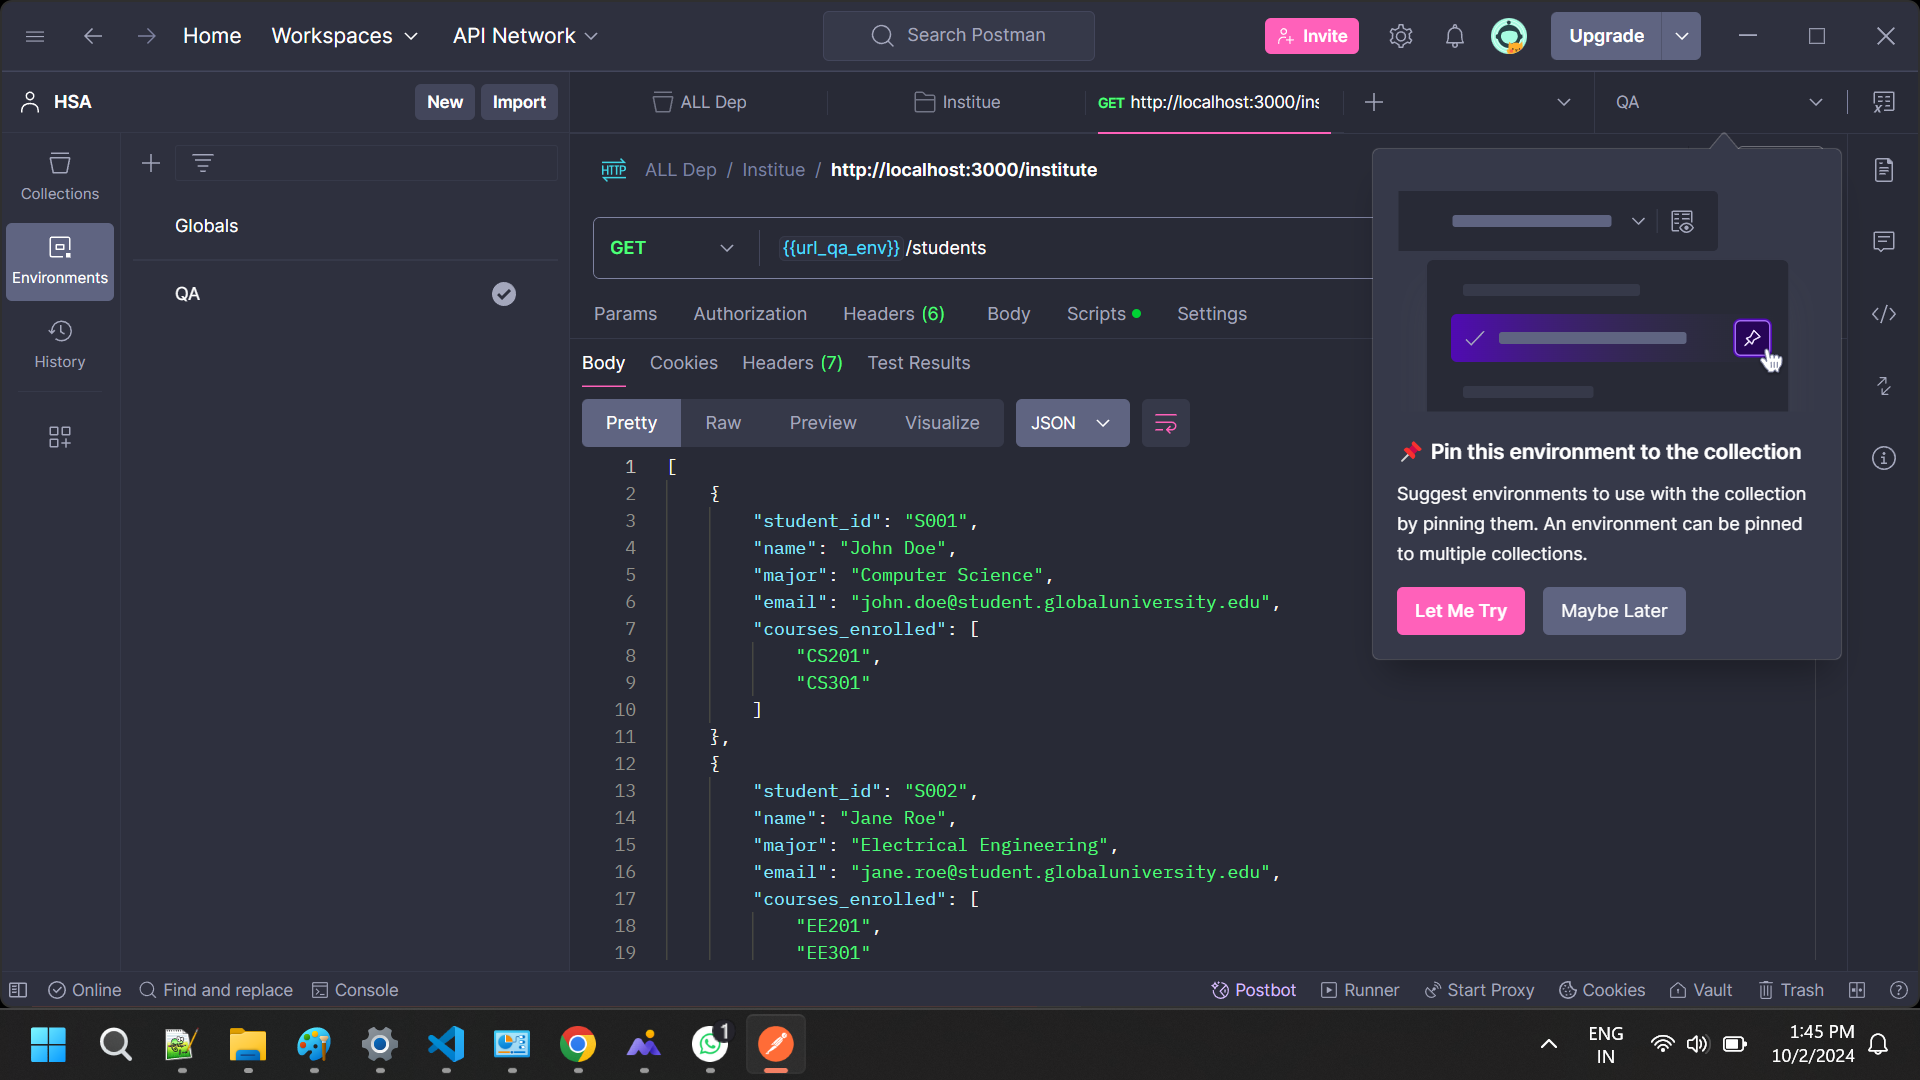 Home
Workspaces
API Network
Search Postman
Invite
Upgrade
HSA
New
Import
ALL Dep
Institue
GET http://localhost:3000/ins
QA
Collections
Environments
History
Globals
QA
HTTP
ALL Dep / Institue / http://localhost:3000/institute
GET
{{url_qa_env}} /students
Params
Authorization
Headers (6)
Body
Scripts
Settings
Body
Cookies
Headers (7)
Test Results
Pretty
Raw
Preview
Visualize
JSON
1 [
2 {
3 "student_id": "S001",
4 "name": "John Doe",
5 "major": "Computer Science",
6 "email": "john.doe@student.globaluniversity.edu",
7 "courses_enrolled": [
8 "CS201",
9 "CS301"
10 ]
11 },
12 {
13 "student_id": "S002",
14 "name": "Jane Roe",
15 "major": "Electrical Engineering",
16 "email": "jane.roe@student.globaluniversity.edu",
17 "courses_enrolled": [
18 "EE201",
19 "EE301"
Pin this environment to the collection
Suggest environments to use with the collection
by pinning them. An environment can be pinned
to multiple collections.
Let Me Try
Maybe Later
Online
Find and replace
Console
Postbot
Runner
Start Proxy
Cookies
Vault
Trash
1
ENG
IN
1:45 PM
10/2/2024